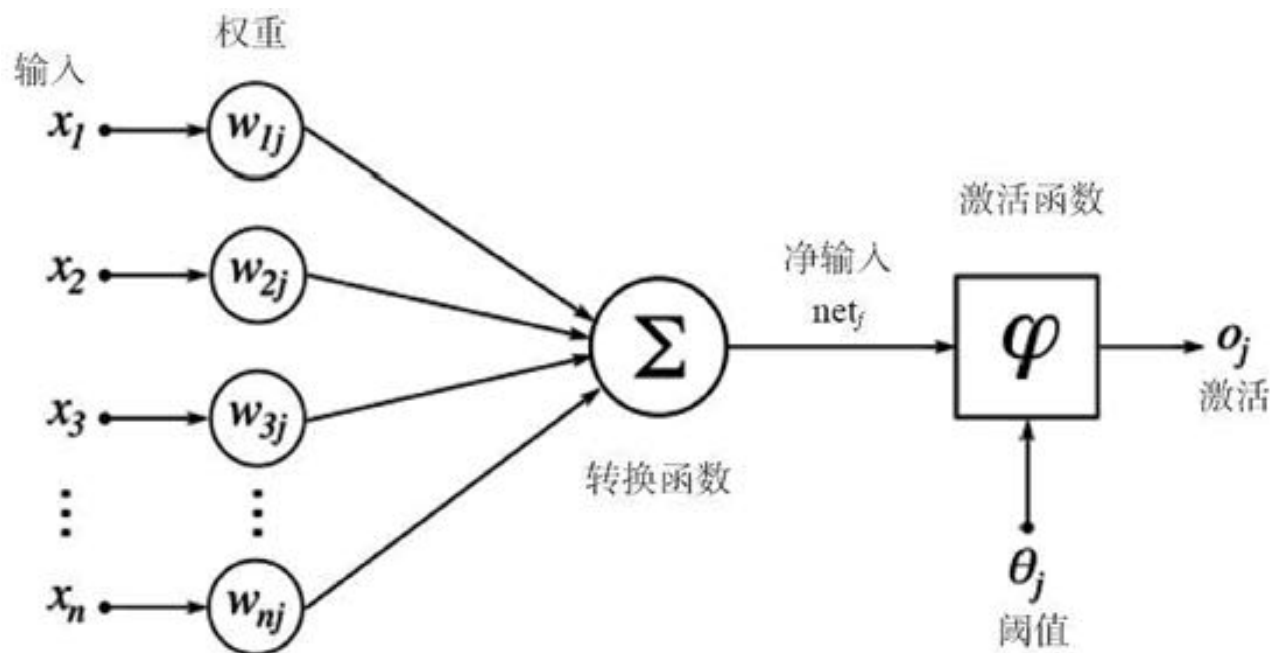 权重
输入
x₁
w₁ⱼ
激活函数
x₂
w₂ⱼ
净输入
netⱼ
Σ
φ
oⱼ
激活
x₃
w₃ⱼ
转换函数
⋮
⋮
θⱼ
阈值
xₙ
wₙⱼ